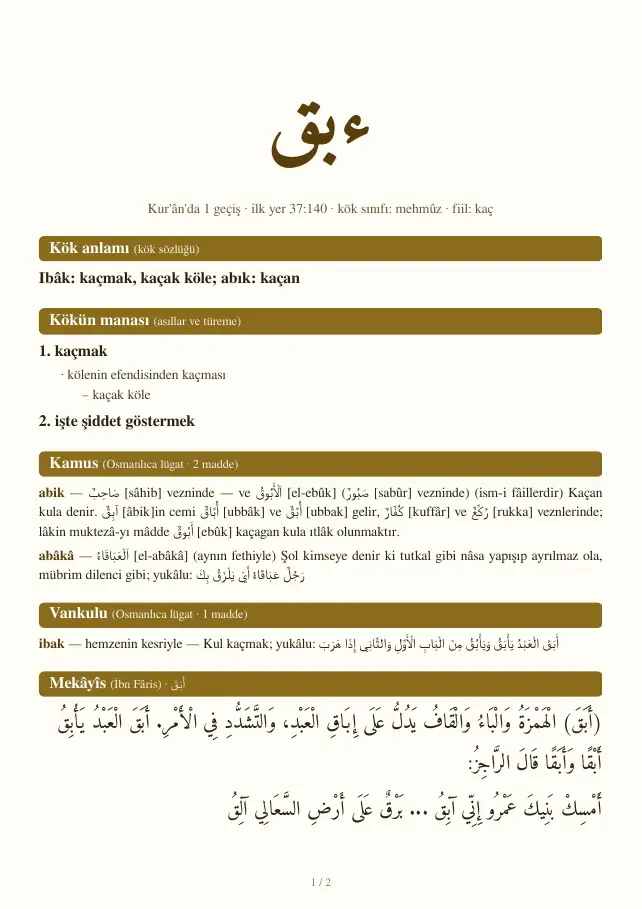 ءبق
Kur'ân'da 1 geçiş · ilk yer 37:140 · kök sınıfı: mehmûz · fiil: kaç
Kök anlamı (kök sözlüğü)
Ibâk: kaçmak, kaçak köle; abık: kaçan
Kökün manası (asıllar ve türeme)
1. kaçmak
· kölenin efendisinden kaçması
– kaçak köle
2. işte şiddet göstermek
Kamus (Osmanlıca lügat · 2 madde)
abik — صَاحِبٌ [sâhib] vezninde — ve اَلْأَبُوقُ [el-ebûk] (صَبُورٌ [sabûr] vezninde) (ism-i fâillerdir) Kaçan
kula denir. آبِقٌ [âbik]in cemi أُبَّاقٌ [ubbâk] ve أُبَّقٌ [ubbak] gelir, كُفَّارٌ [kuffâr] ve رُكَّعٌ [rukka] veznlerinde;
lâkin muktezâ-yı mâdde أَبُوقٌ [ebûk] kaçagan kula ıtlâk olunmaktır.
abâkâ — اَلْعَبَاقَاءُ [el-abâkâ] (aynın fethiyle) Şol kimseye denir ki tutkal gibi nâsa yapışıp ayrılmaz ola,
mübrim dilenci gibi; yukâlu: رَجُلٌ عَبَاقَاءُ أَيْ يَلْزَقُ بِكَ
Vankulu (Osmanlıca lügat · 1 madde)
ibak — hemzenin kesriyle — Kul kaçmak; yukâlu: أَبَقَ الْعَبْدُ يَأْبَقُ وَيَأْبُقُ مِنَ الْبَابِ الْأَوَّلِ وَالثَّانِى إِذَا هَرَبَ
Mekâyîs (İbn Fâris) · أَبَقَ
(أَبَقَ) الْهَمْزَةُ وَالْبَاءُ وَالْقَافُ يَدُلُّ عَلَى إِبَاقِ الْعَبْدِ، وَالتَّشَدُّدِ فِي الْأَمْرِ. أَبَقَ الْعَبْدُ يَأْبِقُ
أَبْقًا وَأَبَقًا قَالَ الرَّاجِزُ:
أَمْسِكْ بَنِيكَ عَمْرُو إِنِّي آبِقُ ... بَرْقٌ عَلَى أَرْضِ السَّعَالِي آلِقُ
1 / 2